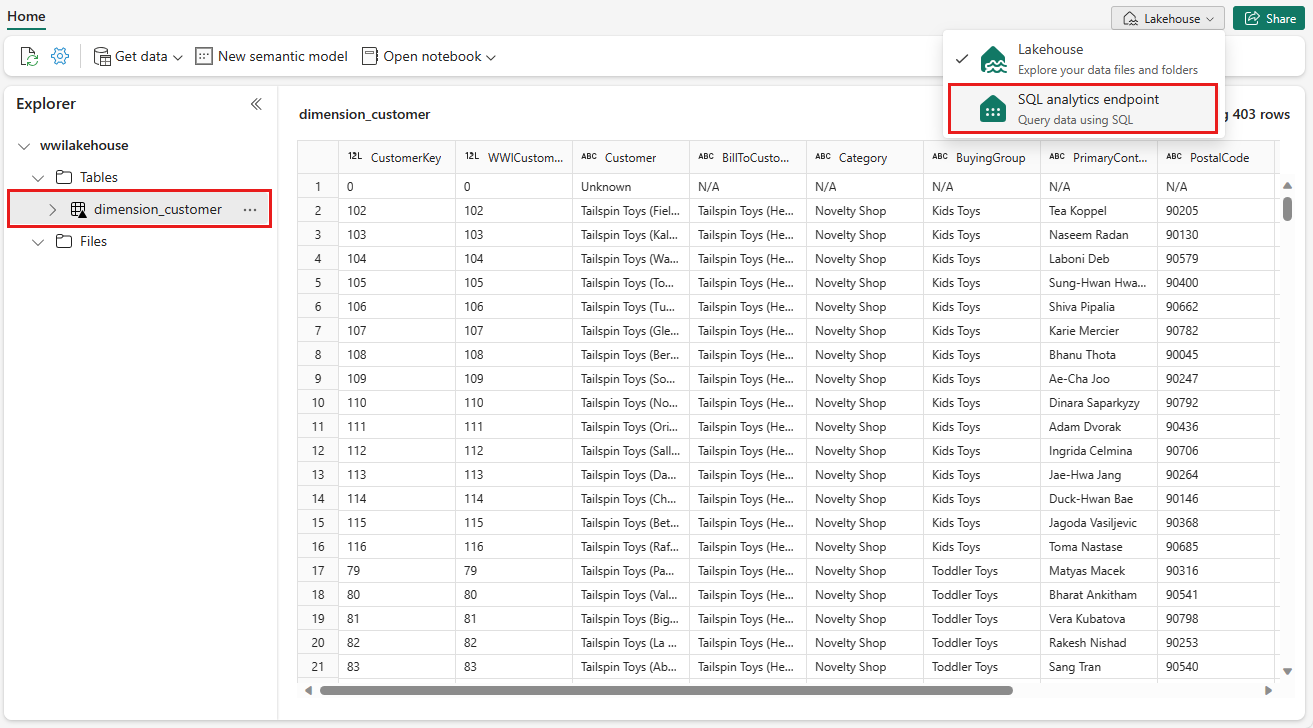 Home
Lakehouse
Share
Get data
New semantic model
Open notebook
Lakehouse
Explore your data files and folders
SQL analytics endpoint
Query data using SQL
Explorer
wwilakehouse
Tables
dimension_customer ...
Files
dimension_customer
403 rows
12L CustomerKey 12L WWICustom... ABC Customer ABC BillToCusto... ABC Category ABC BuyingGroup ABC PrimaryCont... ABC PostalCode
1 0 0 Unknown N/A N/A N/A N/A N/A
2 102 102 Tailspin Toys (Fiel... Tailspin Toys (He... Novelty Shop Kids Toys Tea Koppel 90205
3 103 103 Tailspin Toys (Kal... Tailspin Toys (He... Novelty Shop Kids Toys Naseem Radan 90130
4 104 104 Tailspin Toys (Wa... Tailspin Toys (He... Novelty Shop Kids Toys Laboni Deb 90579
5 105 105 Tailspin Toys (To... Tailspin Toys (He... Novelty Shop Kids Toys Sung-Hwan Hwa... 90400
6 106 106 Tailspin Toys (Tu... Tailspin Toys (He... Novelty Shop Kids Toys Shiva Pipalia 90662
7 107 107 Tailspin Toys (Gle... Tailspin Toys (He... Novelty Shop Kids Toys Karie Mercier 90782
8 108 108 Tailspin Toys (Ber... Tailspin Toys (He... Novelty Shop Kids Toys Bhanu Thota 90045
9 109 109 Tailspin Toys (So... Tailspin Toys (He... Novelty Shop Kids Toys Ae-Cha Joo 90247
10 110 110 Tailspin Toys (No... Tailspin Toys (He... Novelty Shop Kids Toys Dinara Saparkyzy 90792
11 111 111 Tailspin Toys (Ori... Tailspin Toys (He... Novelty Shop Kids Toys Adam Dvorak 90436
12 112 112 Tailspin Toys (Sall... Tailspin Toys (He... Novelty Shop Kids Toys Ingrida Celmina 90706
13 113 113 Tailspin Toys (Da... Tailspin Toys (He... Novelty Shop Kids Toys Jae-Hwa Jang 90264
14 114 114 Tailspin Toys (Ch... Tailspin Toys (He... Novelty Shop Kids Toys Duck-Hwan Bae 90146
15 115 115 Tailspin Toys (Bet... Tailspin Toys (He... Novelty Shop Kids Toys Jagoda Vasiljevic 90368
16 116 116 Tailspin Toys (Raf... Tailspin Toys (He... Novelty Shop Kids Toys Toma Nastase 90685
17 79 79 Tailspin Toys (Pa... Tailspin Toys (He... Novelty Shop Toddler Toys Matyas Macek 90316
18 80 80 Tailspin Toys (Val... Tailspin Toys (He... Novelty Shop Toddler Toys Bharat Ankitham 90541
19 81 81 Tailspin Toys (Big... Tailspin Toys (He... Novelty Shop Toddler Toys Vera Kubatova 90798
20 82 82 Tailspin Toys (La ... Tailspin Toys (He... Novelty Shop Toddler Toys Rakesh Nishad 90253
21 83 83 Tailspin Toys (Ab... Tailspin Toys (He... Novelty Shop Toddler Toys Sang Tran 90540